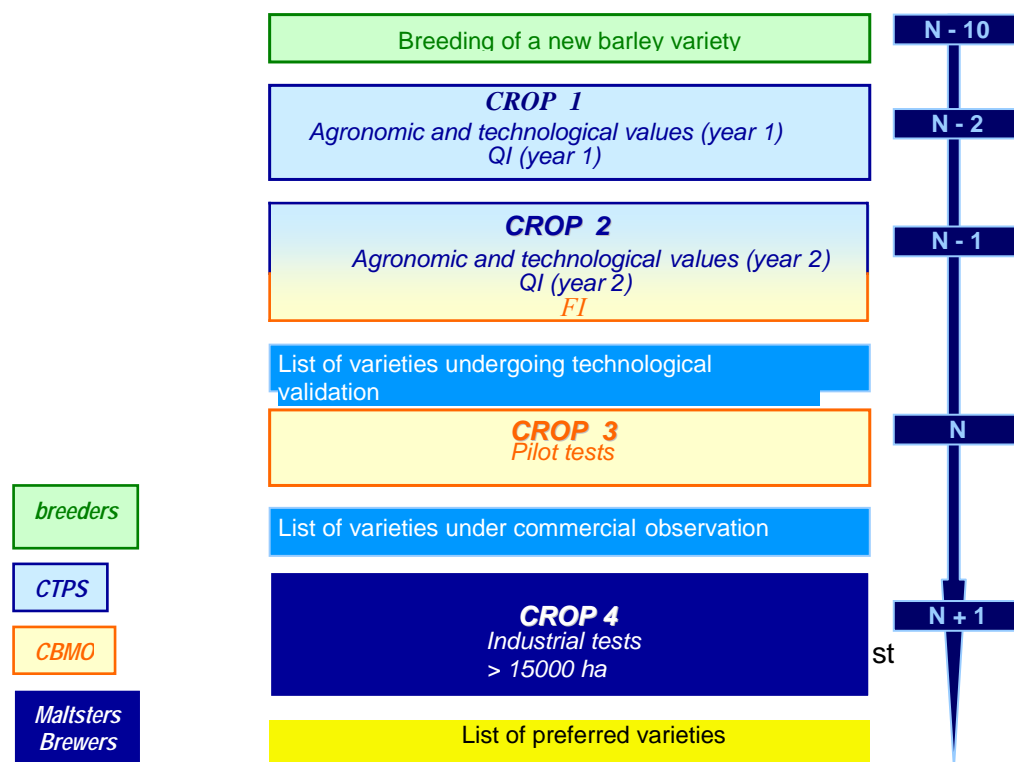 Breeding of a new barley variety
N - 10
CROP 1
Agronomic and technological values (year 1)
QI (year 1)
N - 2
CROP 2
Agronomic and technological values (year 2)
QI (year 2)
FI
N - 1
List of varieties undergoing technological
validation
CROP 3
Pilot tests
N
breeders
List of varieties under commercial observation
CTPS
CROP 4
Industrial tests
> 15000 ha
N + 1
st
CBMO
Maltsters
Brewers
List of preferred varieties